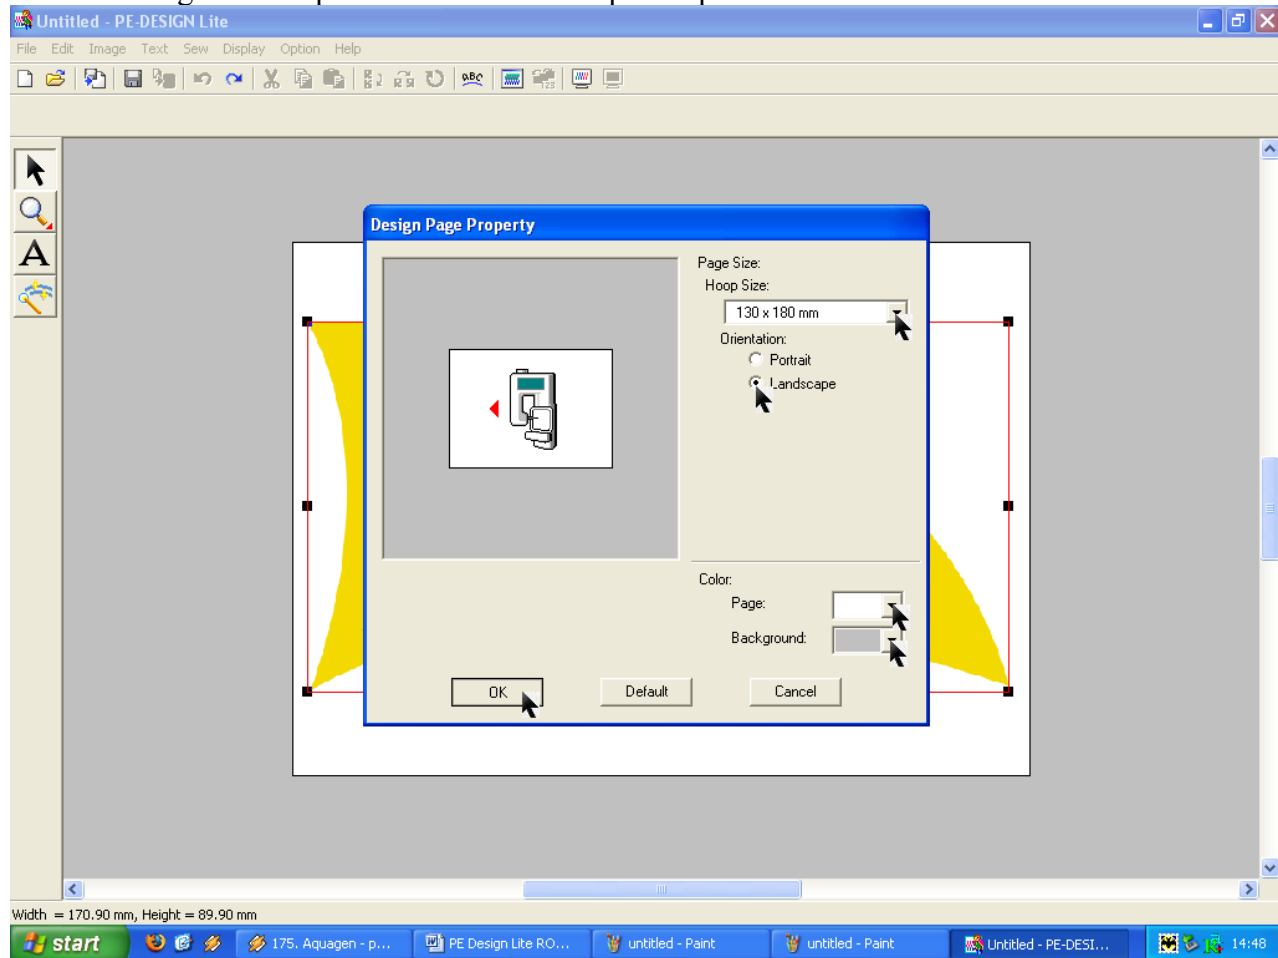 Untitled - PE-DESIGN Lite
File Edit Image Text Sew Display Option Help
ABC
123
A
Design Page Property
Page Size:
Hoop Size:
130 x 180 mm
Orientation:
Portrait
Landscape
Color:
Page:
Background:
OK Default Cancel
Width = 170.90 mm, Height = 89.90 mm
start 175. Aquagen - p... PE Design Lite RO... untitled - Paint untitled - Paint Untitled - PE-DESI... 14:48